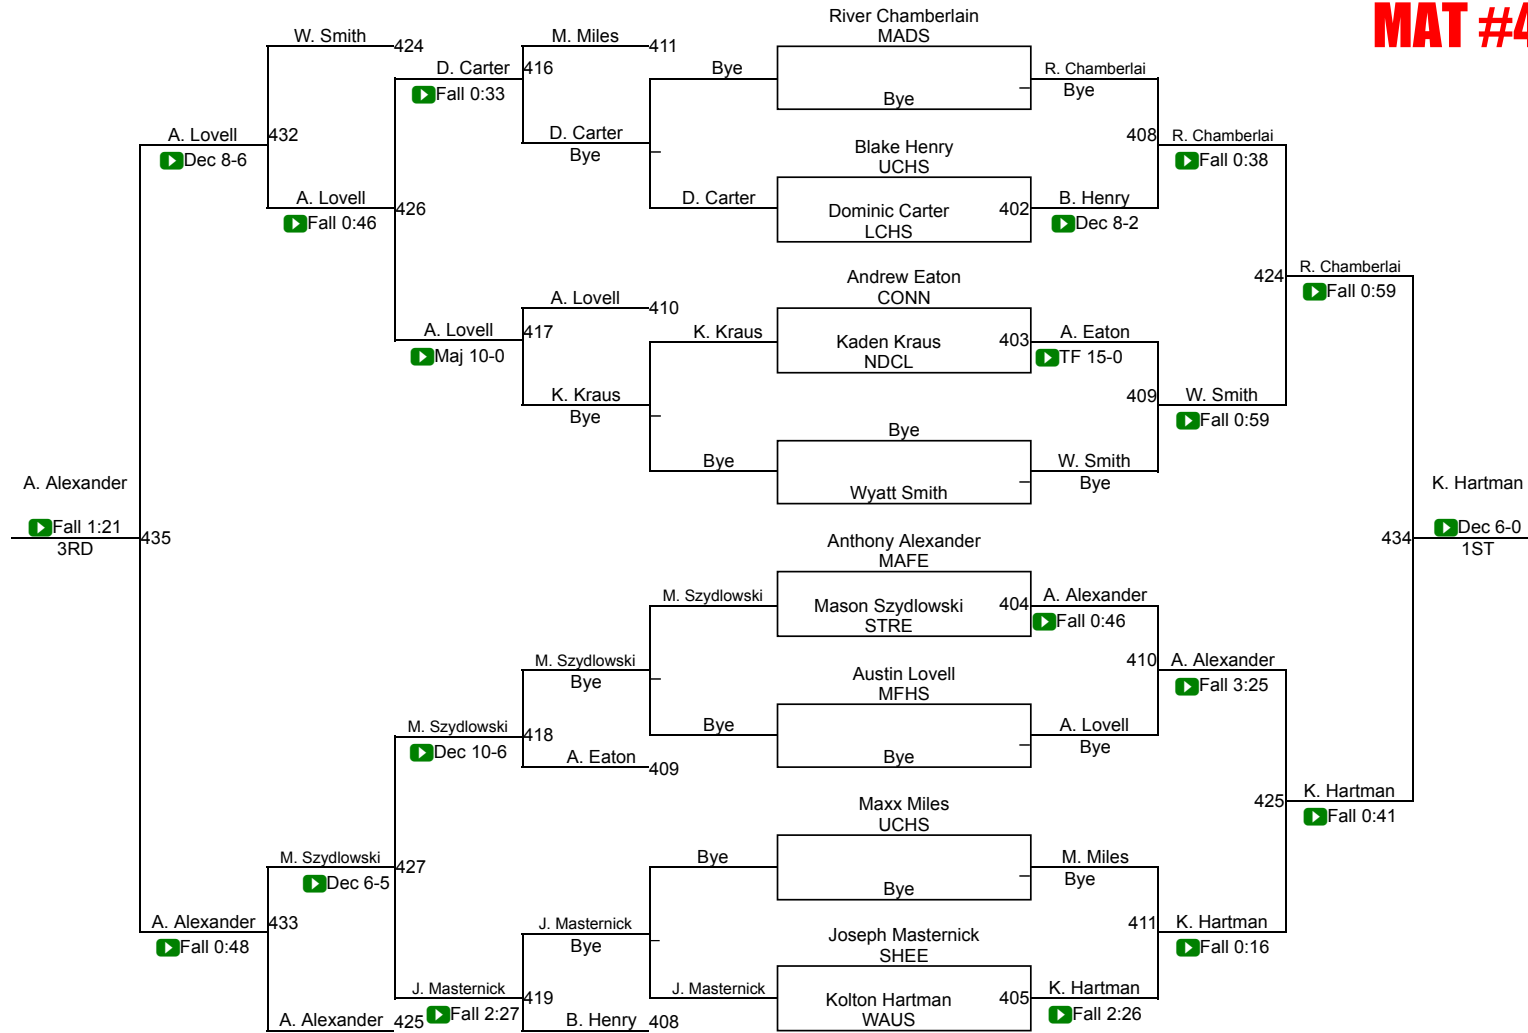 MAT #4
River Chamberlain
MADS
W. Smith
424
M. Miles
411
D. Carter
416
Bye
R. Chamberlai
Fall 0:33
Bye
Bye
A. Lovell
432
D. Carter
408
R. Chamberlai
Dec 8-6
Bye
Blake Henry
UCHS
Fall 0:38
A. Lovell
426
D. Carter
Dominic Carter
LCHS
402
B. Henry
Fall 0:46
Dec 8-2
Andrew Eaton
CONN
424
R. Chamberlai
Fall 0:59
A. Lovell
410
A. Lovell
417
K. Kraus
Kaden Kraus
NDCL
403
A. Eaton
Maj 10-0
TF 15-0
K. Kraus
Bye
409
W. Smith
Fall 0:59
Bye
Bye
Wyatt Smith
W. Smith
Bye
A. Alexander
K. Hartman
Fall 1:21
3RD
435
434
Dec 6-0
1ST
Anthony Alexander
MAFE
M. Szydlowski
Mason Szydlowski
STRE
404
A. Alexander
Fall 0:46
M. Szydlowski
Bye
410
A. Alexander
Fall 3:25
Austin Lovell
MFHS
M. Szydlowski
418
Bye
A. Lovell
Dec 10-6
Bye
Bye
A. Eaton
409
425
K. Hartman
Fall 0:41
Maxx Miles
UCHS
M. Szydlowski
427
Bye
M. Miles
Dec 6-5
Bye
Bye
A. Alexander
433
J. Masternick
411
K. Hartman
Fall 0:48
Bye
Joseph Masternick
SHEE
Fall 0:16
J. Masternick
419
J. Masternick
Kolton Hartman
WAUS
405
K. Hartman
A. Alexander
425
Fall 2:27
B. Henry
408
Fall 2:26